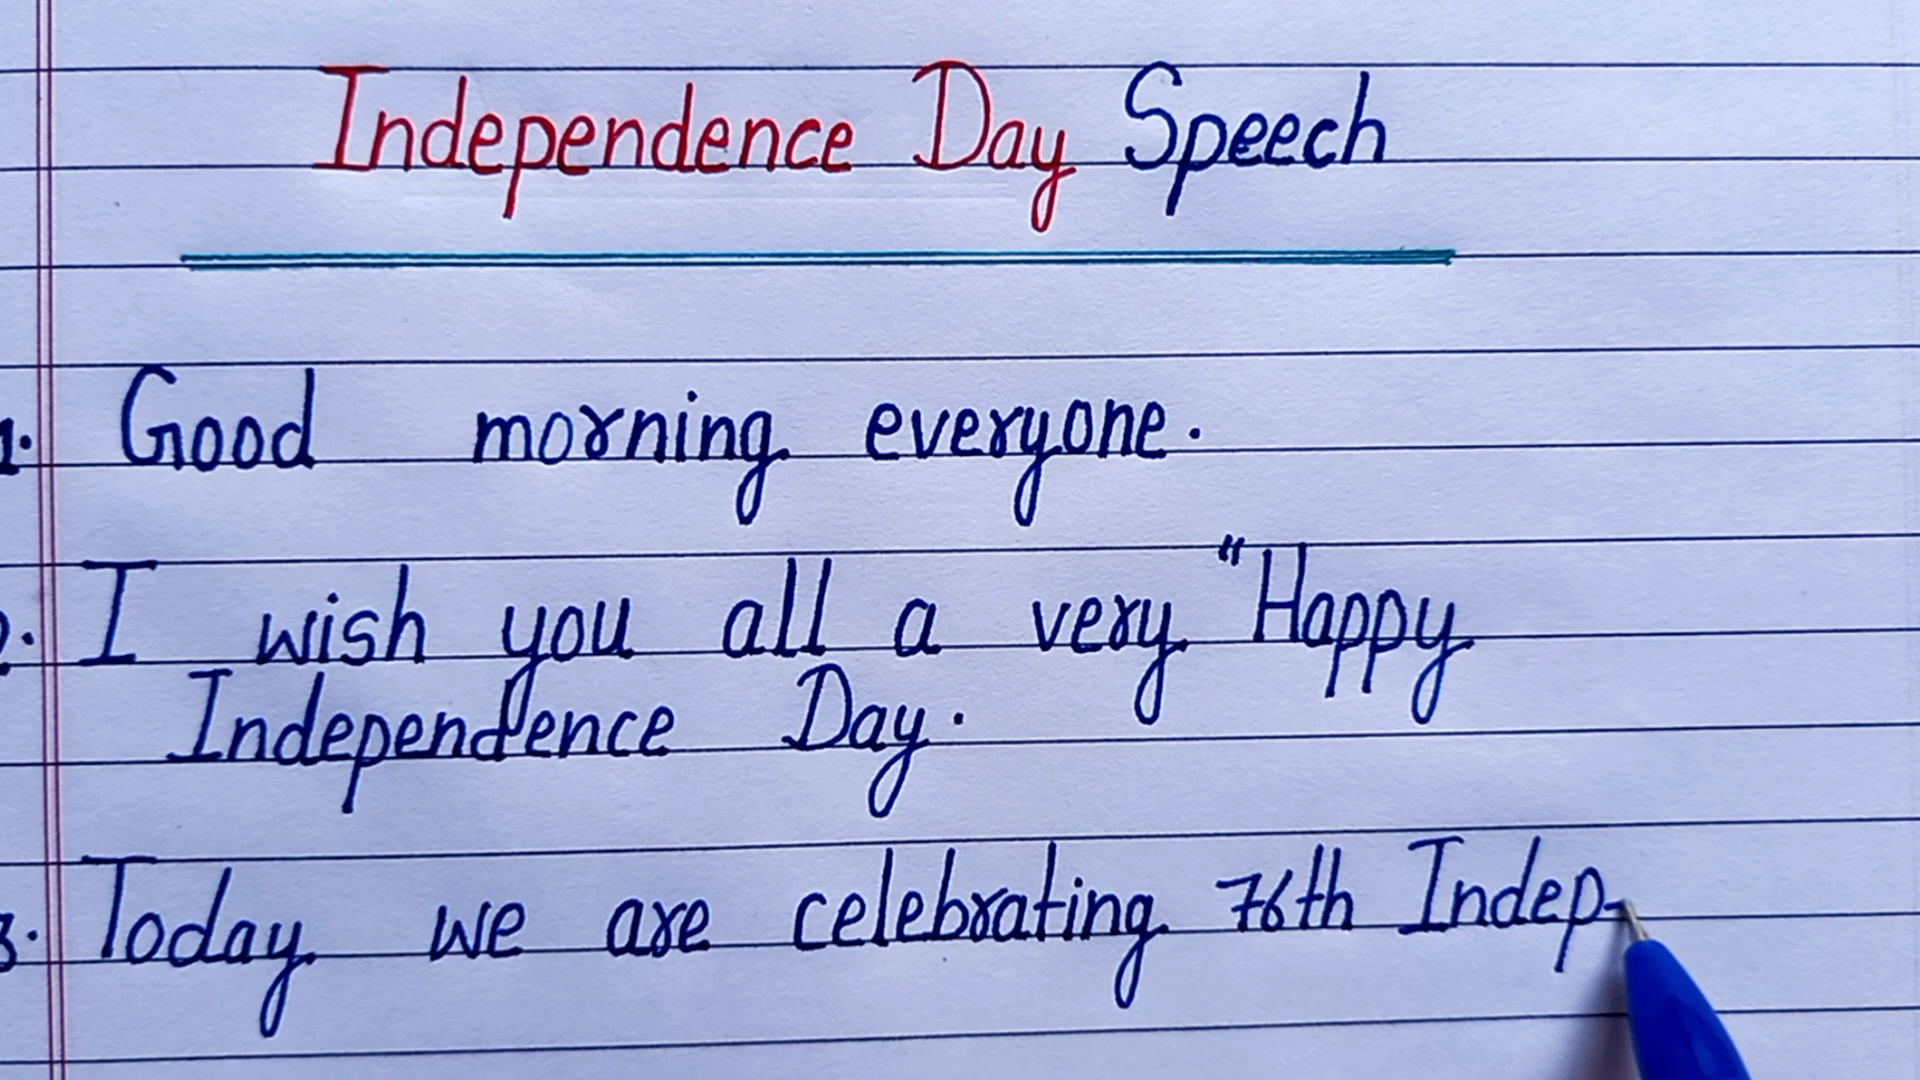 Independence Day Speech
1. Good morning everyone.
2. I wish you all a very "Happy
Independence Day.
3. Today we are celebrating 76th Indep-